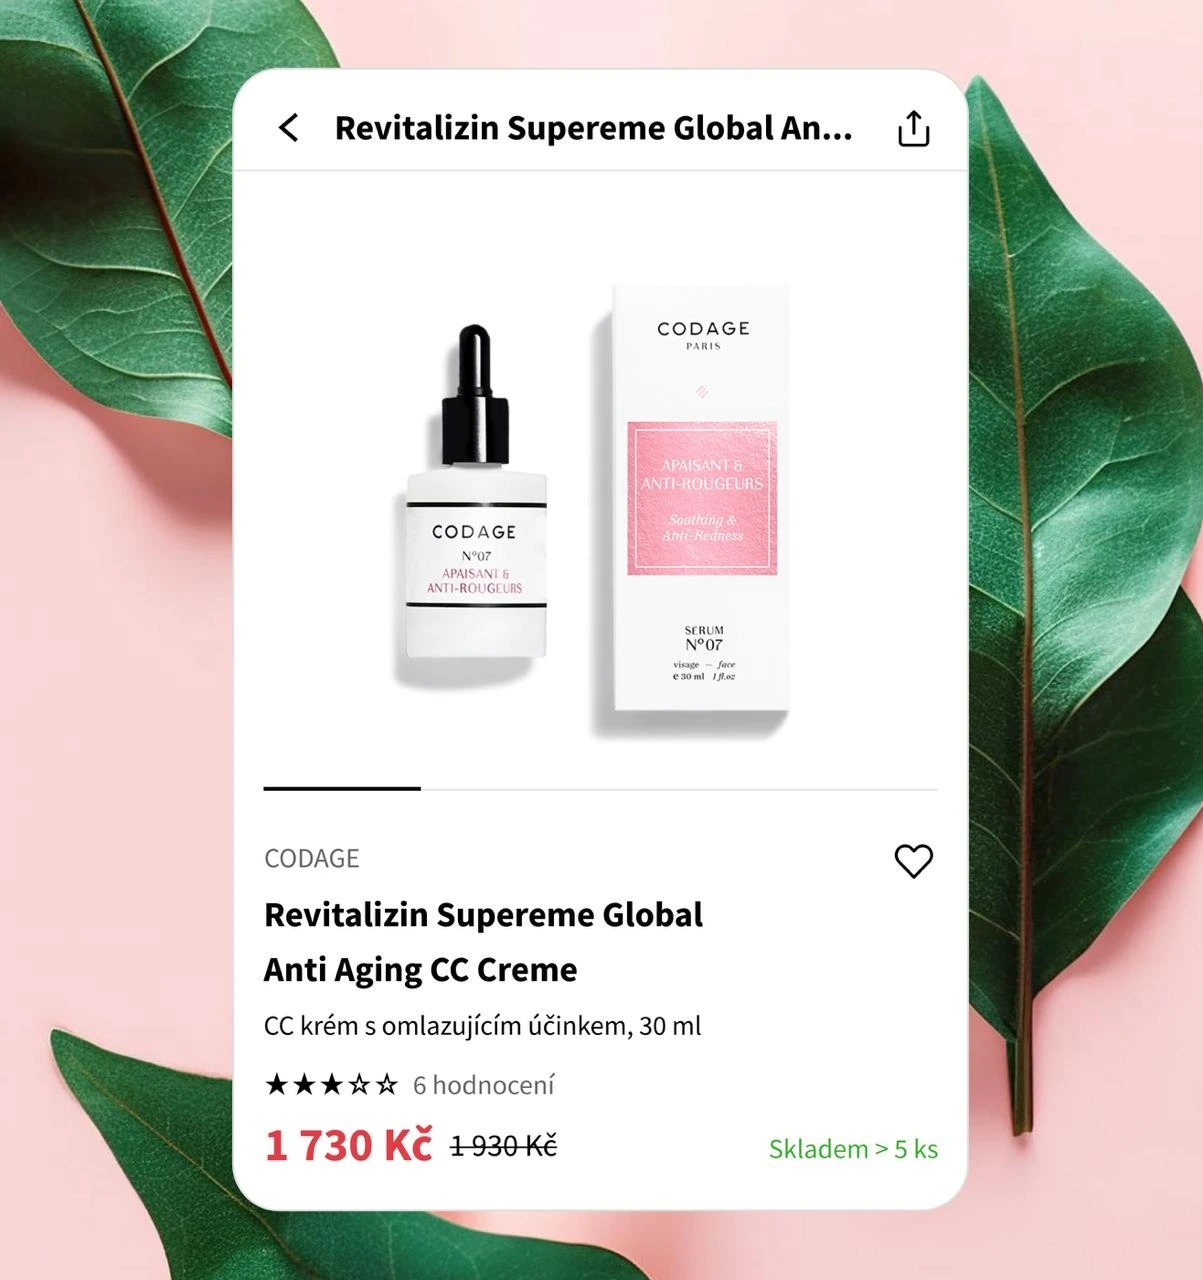 Revitalizin Supereme Global An...
CODAGE
PARIS
APAISANT &
ANTI-ROUGEURS
Soothing &
Anti-Redness
SERUM
Nº07
visage — face
e 30 ml 1 fl.oz
CODAGE
Nº07
APAISANT &
ANTI-ROUGEURS
CODAGE
Revitalizin Supereme Global
Anti Aging CC Creme
CC krém s omlazujícím účinkem, 30 ml
★★★☆☆ 6 hodnocení
1 730 Kč 1 930 Kč
Skladem > 5 ks